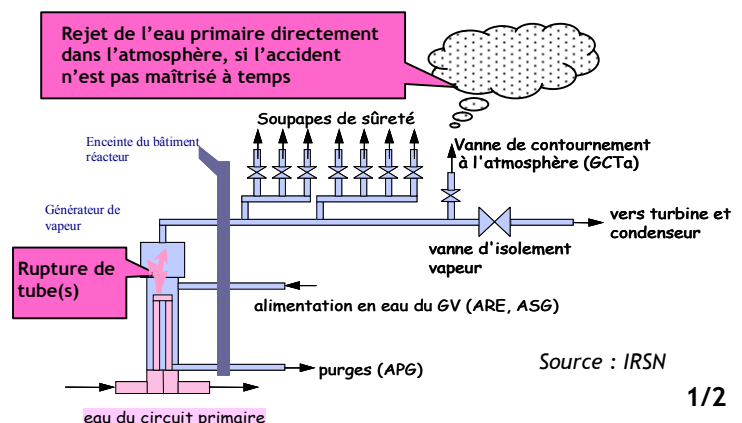 Rejet de l'eau primaire directement
dans l'atmosphère, si l'accident
n'est pas maîtrisé à temps
Soupapes de sûreté
Enceinte du bâtiment
réacteur
Vanne de contournement
à l'atmosphère (GCTa)
Générateur de
vapeur
vers turbine et
condenseur
vanne d'isolement
vapeur
Rupture de
tube(s)
alimentation en eau du GV (ARE, ASG)
purges (APG)
Source : IRSN
1/2
eau du circuit primaire